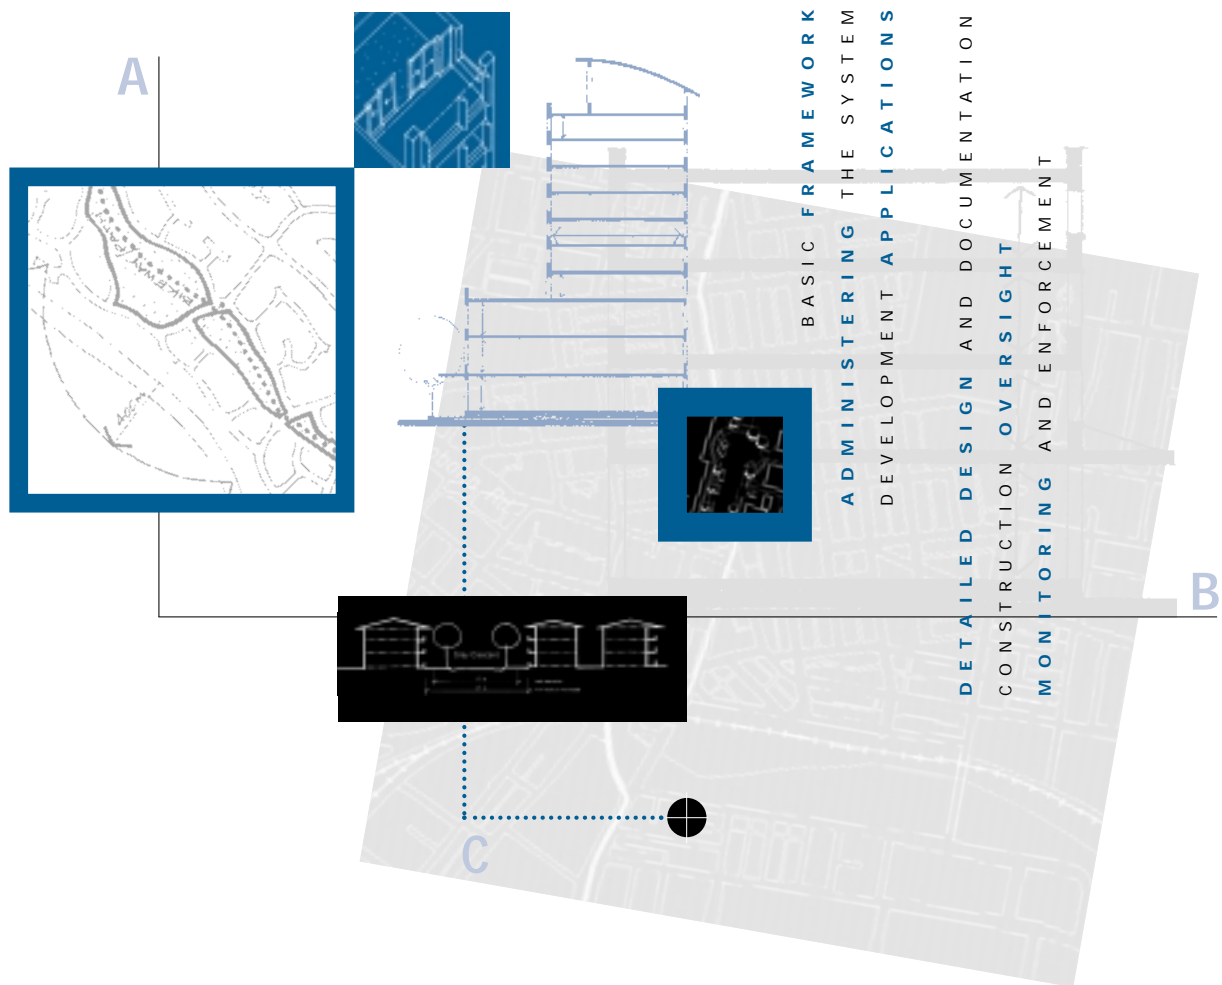 A
BASIC FRAMEWORK
ADMINISTERING THE SYSTEM
DEVELOPMENT APPLICATIONS
DETAILED DESIGN AND DOCUMENTATION
CONSTRUCTION OVERSIGHT
MONITORING AND ENFORCEMENT
B
C